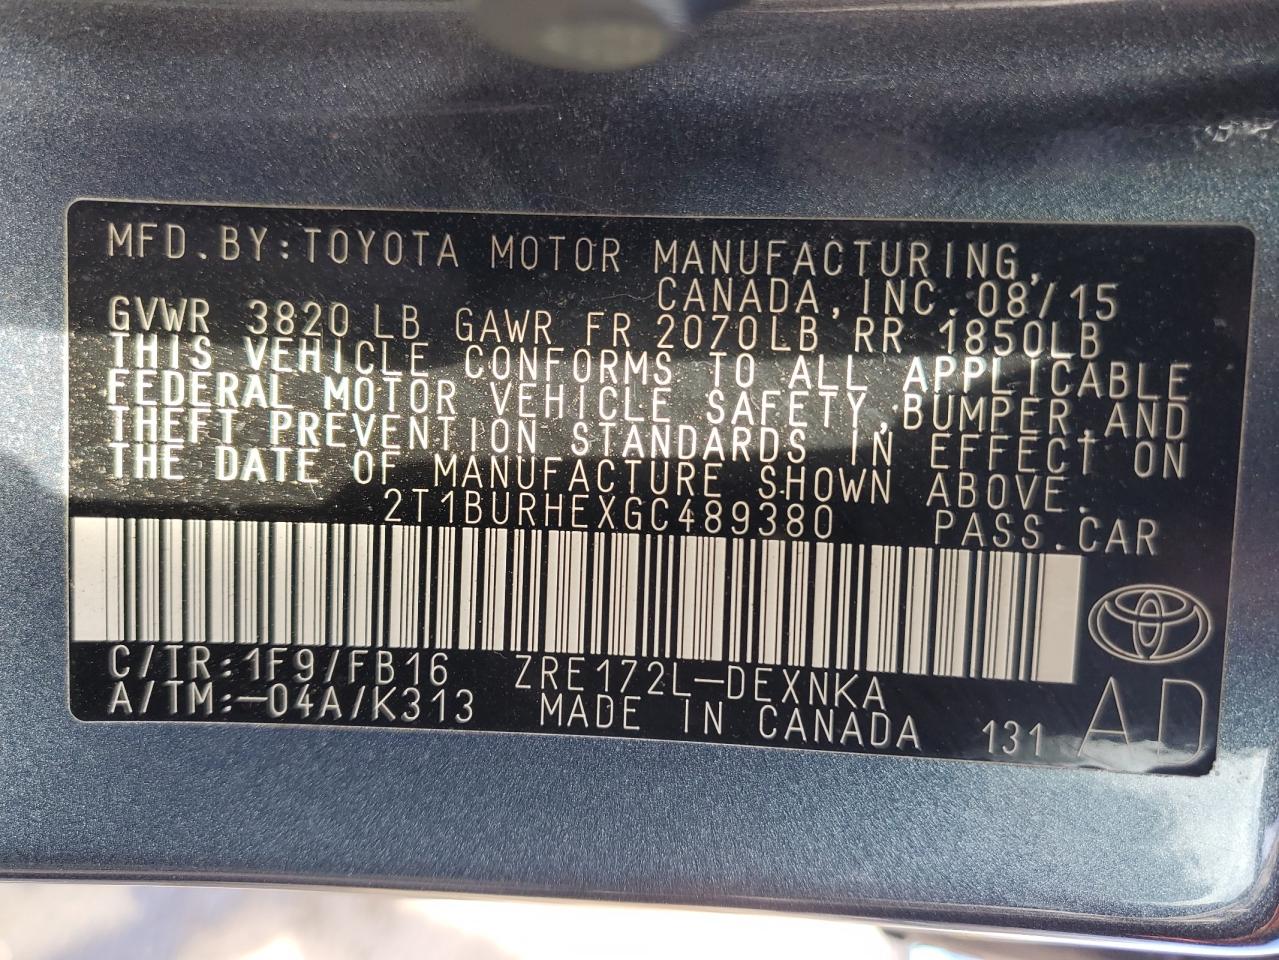 MFD.BY:TOYOTA MOTOR MANUFACTURING,
CANADA,INC. 08/15
GVWR 3820 LB GAWR FR 2070LB RR 1850LB
THIS VEHICLE CONFORMS TO ALL APPLICABLE
FEDERAL MOTOR VEHICLE SAFETY,BUMPER,AND
THEFT PREVENTION STANDARDS IN EFFECT ON
THE DATE OF MANUFACTURE SHOWN ABOVE.
2T1BURHEXGC489380 PASS.CAR
C/TR:1F9/FB16 ZRE172L-DEXNKA
A/TM:-04A/K313 MADE IN CANADA 131 AD